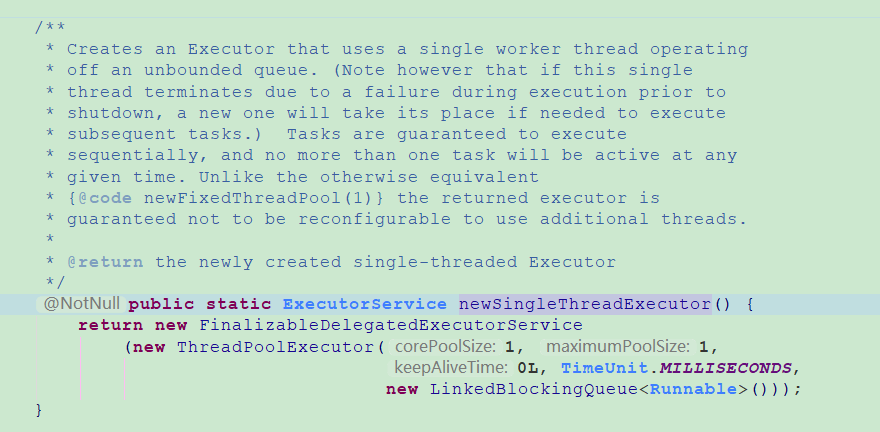 /**
* Creates an Executor that uses a single worker thread operating
* off an unbounded queue. (Note however that if this single
* thread terminates due to a failure during execution prior to
* shutdown, a new one will take its place if needed to execute
* subsequent tasks.)  Tasks are guaranteed to execute
* sequentially, and no more than one task will be active at any
* given time. Unlike the otherwise equivalent
* {@code newFixedThreadPool(1)} the returned executor is
* guaranteed not to be reconfigurable to use additional threads.
*
* @return the newly created single-threaded Executor
*/
@NotNull public static ExecutorService newSingleThreadExecutor() {
return new FinalizableDelegatedExecutorService
(new ThreadPoolExecutor( corePoolSize: 1, maximumPoolSize: 1,
keepAliveTime: 0L, TimeUnit.MILLISECONDS,
new LinkedBlockingQueue<Runnable>()));
}